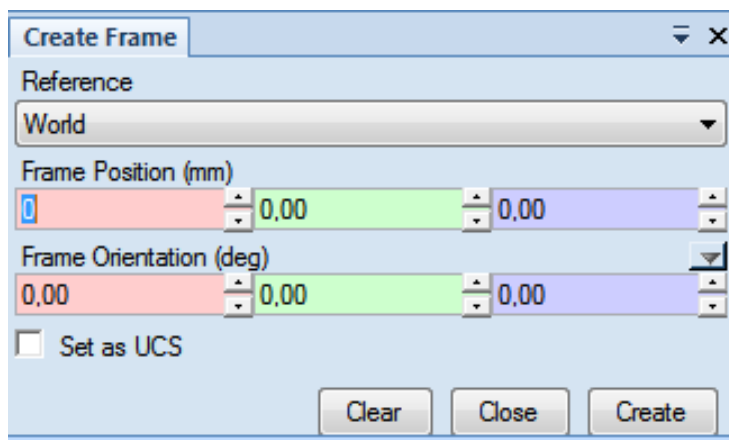 Create Frame
Reference
World
Frame Position (mm)
0 0,00 0,00
Frame Orientation (deg)
0,00 0,00 0,00
Set as UCS
Clear Close Create